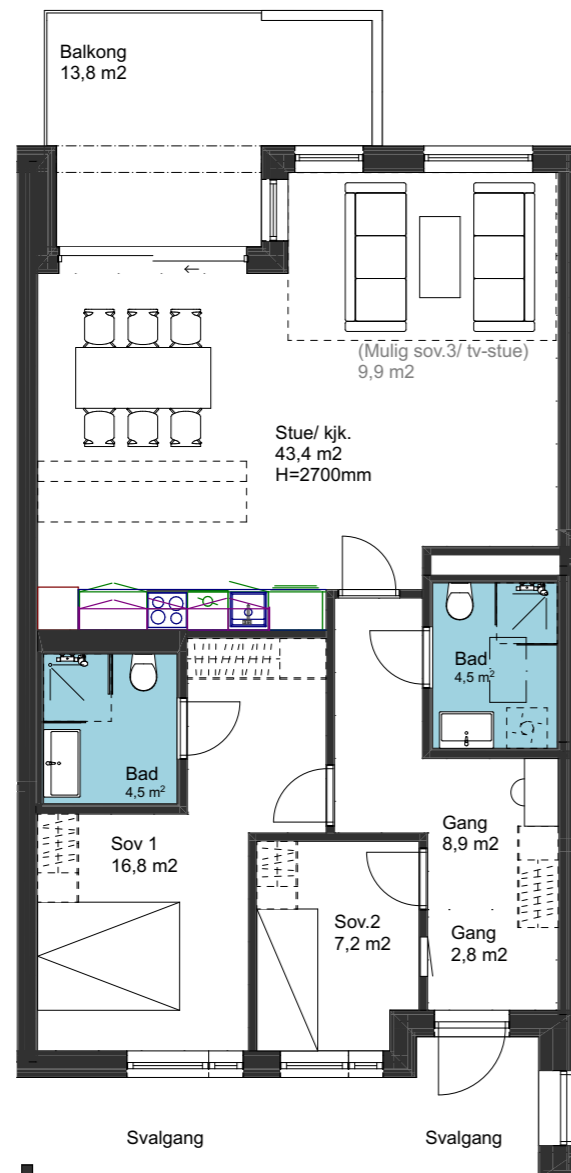 Balkong
13,8 m2
(Mulig sov.3/ tv-stue)
9,9 m2
Stue/ kjk.
43,4 m2
H=2700mm
Bad
4,5 m²
Bad
4,5 m²
Sov 1
16,8 m2
Gang
8,9 m2
Sov.2
7,2 m2
Gang
2,8 m2
Svalgang
Svalgang